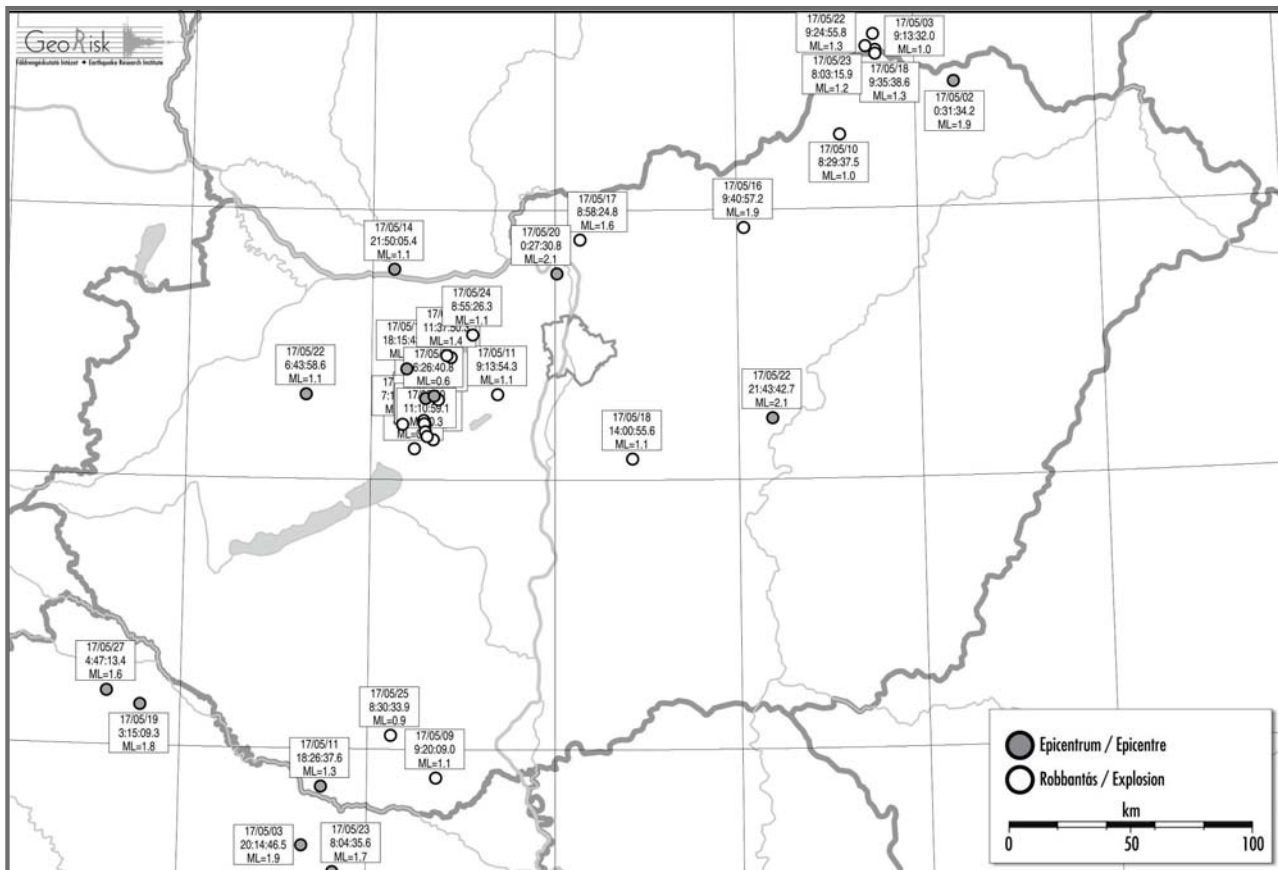 GeoRisk
Földrengéskutató Intézet ◆ Earthquake Research Institute
17/05/22
9:24:55.8
ML=1.3
17/05/03
9:13:32.0
ML=1.0
17/05/23
8:03:15.9
ML=1.2
17/05/18
9:35:38.6
ML=1.3
17/05/02
0:31:34.2
ML=1.9
17/05/10
8:29:37.5
ML=1.0
17/05/16
9:40:57.2
ML=1.9
17/05/17
8:58:24.8
ML=1.6
17/05/14
21:50:05.4
ML=1.1
17/05/20
0:27:30.8
ML=2.1
17/05/24
8:55:26.3
ML=1.1
ML=1.4
17/05/11
9:13:54.3
ML=1.1
6:26:40.8
ML=0.6
17/05/22
6:43:58.6
ML=1.1
11:10:59.1
17/05/22
21:43:42.7
ML=2.1
17/05/18
14:00:55.6
ML=1.1
17/05/27
4:47:13.4
ML=1.6
17/05/19
3:15:09.3
ML=1.8
17/05/25
8:30:33.9
ML=0.9
17/05/09
9:20:09.0
ML=1.1
17/05/11
18:26:37.6
ML=1.3
17/05/03
20:14:46.5
ML=1.9
17/05/23
8:04:35.6
ML=1.7
Epicentrum / Epicentre
Robbantás / Explosion
km
0 50 100